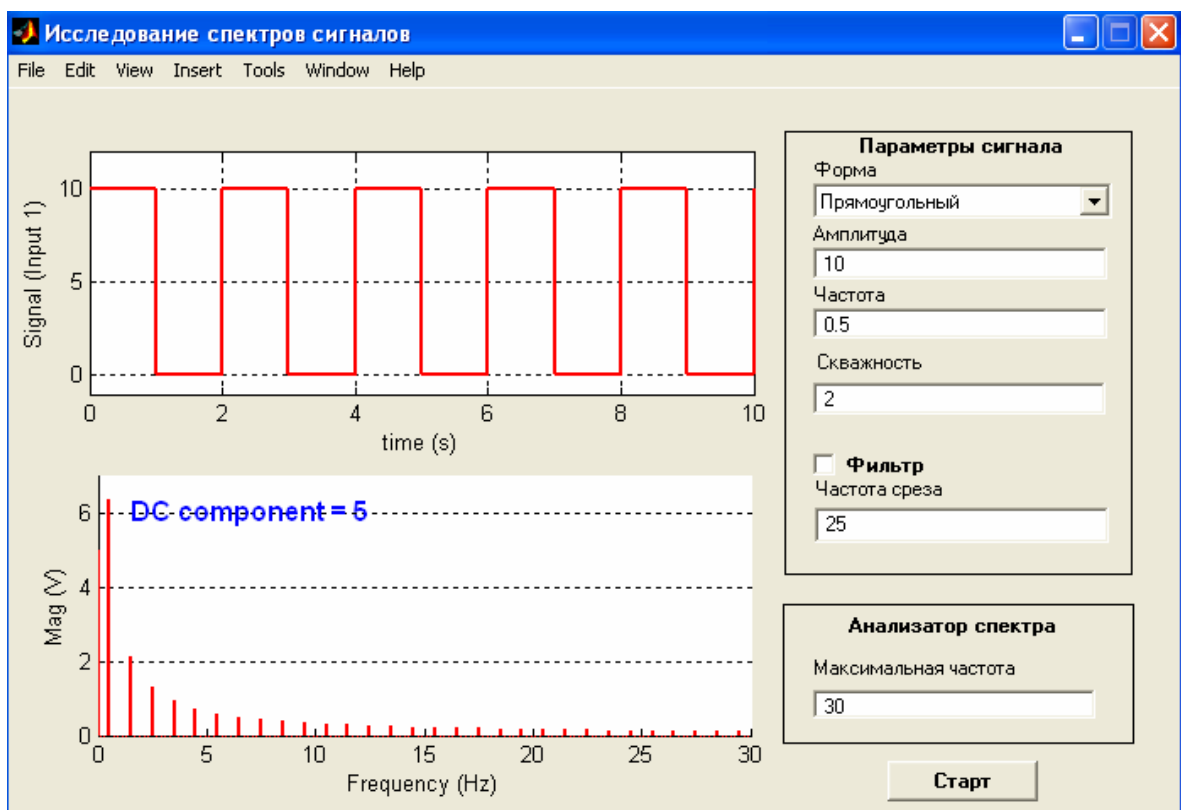 Исследование спектров сигналов
File Edit View Insert Tools Window Help
Signal (Input 1)
10
5
0
0 2 4 6 8 10
time (s)
DC component = 5
Mag (V)
6
4
2
0
0 5 10 15 20 25 30
Frequency (Hz)
Параметры сигнала
Форма
Прямоугольный
Амплитуда
10
Частота
0.5
Скважность
2
Фильтр
Частота среза
25
Анализатор спектра
Максимальная частота
30
Старт